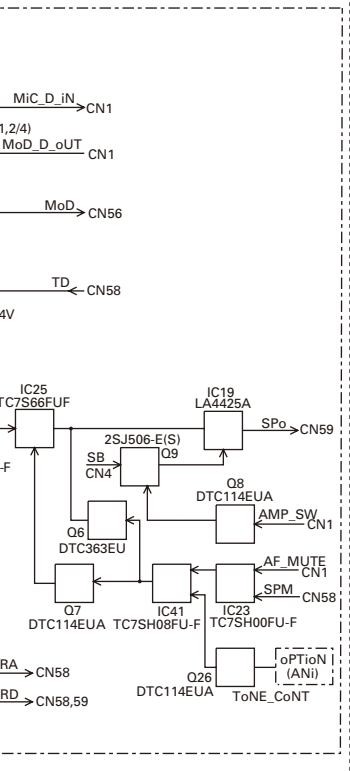 MiC_D_iN
CN1
1,2/4)
MoD_D_oUT
CN1
MoD
CN56
TD
CN58
4V
IC25
TC7S66FUF
IC19
LA4425A
SPo
CN59
2SJ506-E(S)
SB
CN4
Q9
-F
Q8
DTC114EUA
AMP_SW
CN1
Q6
DTC363EU
AF_MUTE
CN1
SPM
CN58
Q7
DTC114EUA
IC41
TC7SH08FU-F
IC23
TC7SH00FU-F
Q26
DTC114EUA
oPTioN
(ANi)
ToNE_CoNT
RA
CN58
RD
CN58,59